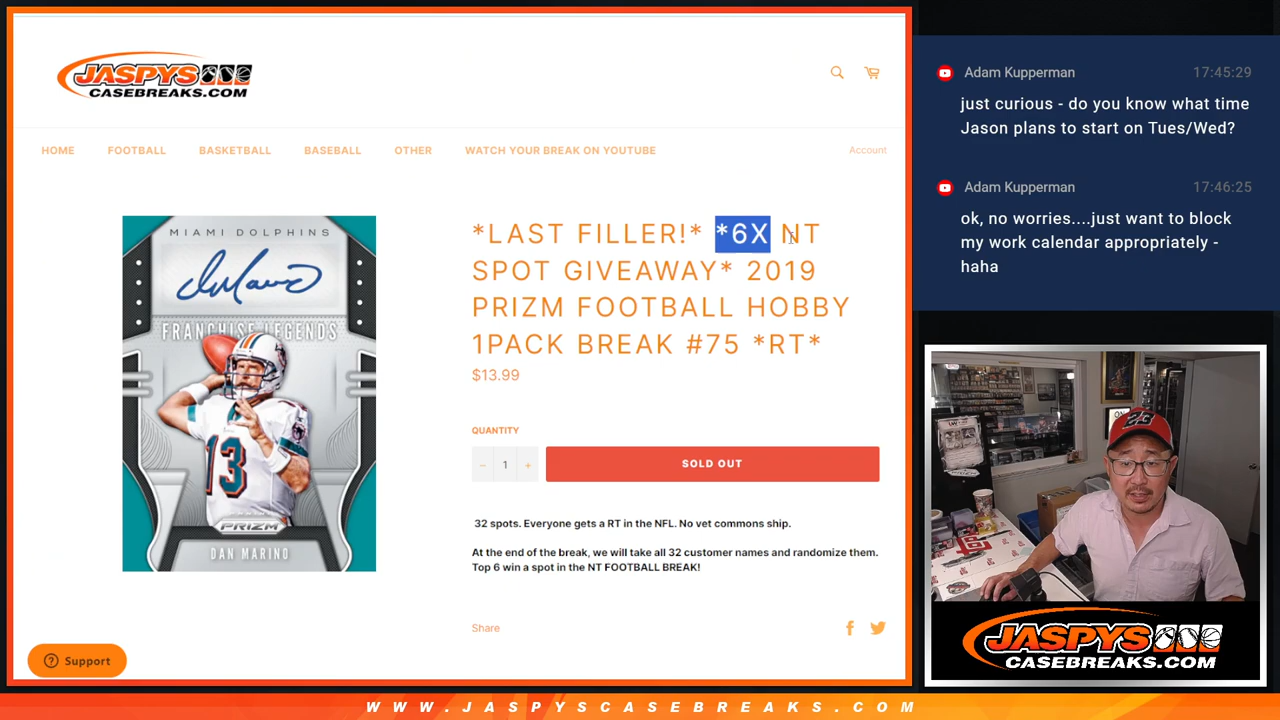 JASPYS
CASEBREAKS.COM
HOME FOOTBALL BASKETBALL BASEBALL OTHER WATCH YOUR BREAK ON YOUTUBE Account
MIAMI DOLPHINS
FRANCHISE LEGENDS
13
PRIZM
DAN MARINO
*LAST FILLER!* *6X NT
SPOT GIVEAWAY* 2019
PRIZM FOOTBALL HOBBY
1PACK BREAK #75 *RT*
$13.99
QUANTITY
− 1 + SOLD OUT
32 spots. Everyone gets a RT in the NFL. No vet commons ship.
At the end of the break, we will take all 32 customer names and randomize them.
Top 6 win a spot in the NT FOOTBALL BREAK!
Share
Support
Adam Kupperman 17:45:29
just curious - do you know what time
Jason plans to start on Tues/Wed?
Adam Kupperman 17:46:25
ok, no worries....just want to block
my work calendar appropriately -
haha
23
JASPYS
CASEBREAKS.COM
WWW.JASPYSCASEBREAKS.COM